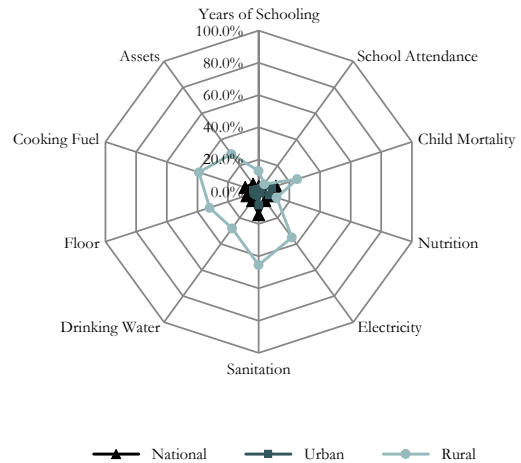 Years of Schooling
100.0%
80.0%
60.0%
40.0%
20.0%
0.0%
School Attendance
Child Mortality
Nutrition
Electricity
Sanitation
Drinking Water
Floor
Cooking Fuel
Assets
National Urban Rural